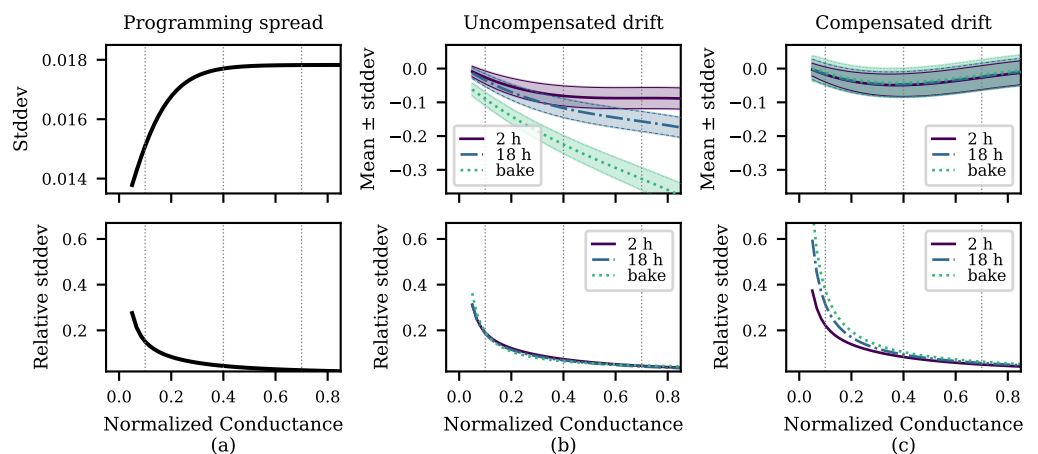 Programming spread
Uncompensated drift
Compensated drift
Stddev
0.018
0.016
0.014
Mean ± stddev
0.0
−0.1
−0.2
−0.3
2 h
18 h
bake
Mean ± stddev
0.0
−0.1
−0.2
−0.3
2 h
18 h
bake
Relative stddev
0.6
0.4
0.2
0.0 0.2 0.4 0.6 0.8
Normalized Conductance
(a)
Relative stddev
0.6
0.4
0.2
2 h
18 h
bake
0.0 0.2 0.4 0.6 0.8
Normalized Conductance
(b)
Relative stddev
0.6
0.4
0.2
2 h
18 h
bake
0.0 0.2 0.4 0.6 0.8
Normalized Conductance
(c)